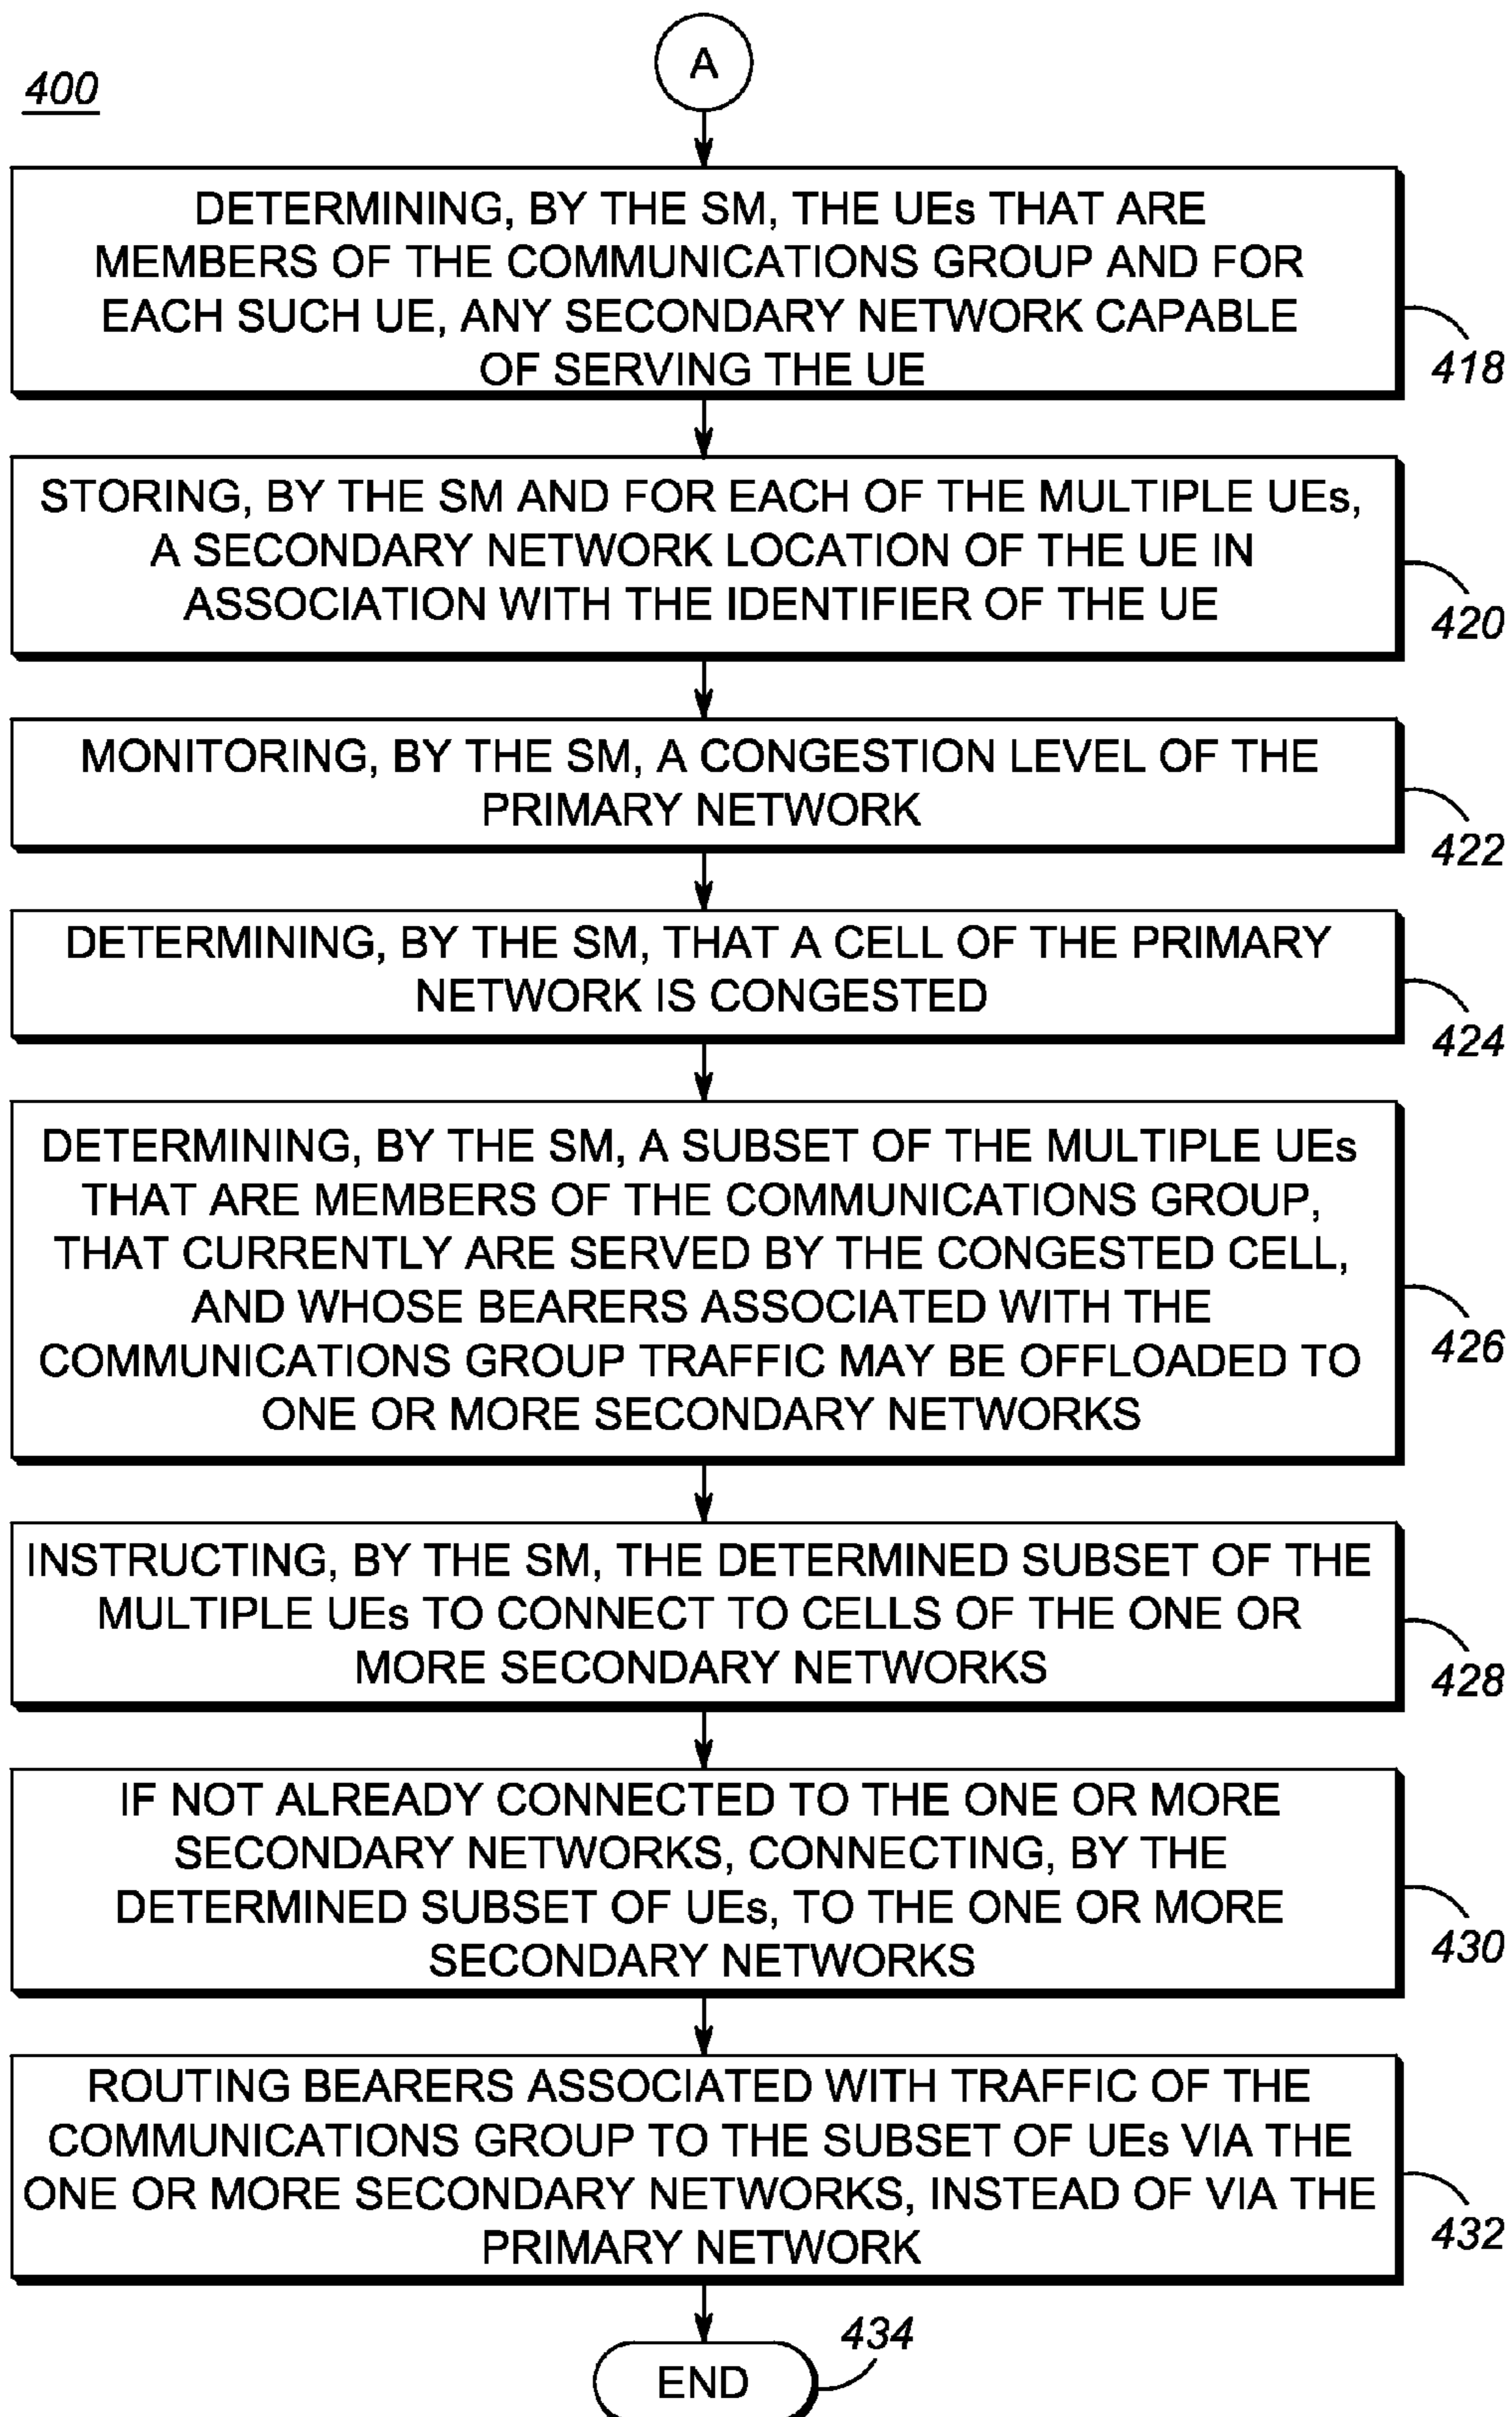 400
A
DETERMINING, BY THE SM, THE UEs THAT ARE
MEMBERS OF THE COMMUNICATIONS GROUP AND FOR
EACH SUCH UE, ANY SECONDARY NETWORK CAPABLE
OF SERVING THE UE
418
STORING, BY THE SM AND FOR EACH OF THE MULTIPLE UEs,
A SECONDARY NETWORK LOCATION OF THE UE IN
ASSOCIATION WITH THE IDENTIFIER OF THE UE
420
MONITORING, BY THE SM, A CONGESTION LEVEL OF THE
PRIMARY NETWORK
422
DETERMINING, BY THE SM, THAT A CELL OF THE PRIMARY
NETWORK IS CONGESTED
424
DETERMINING, BY THE SM, A SUBSET OF THE MULTIPLE UEs
THAT ARE MEMBERS OF THE COMMUNICATIONS GROUP,
THAT CURRENTLY ARE SERVED BY THE CONGESTED CELL,
AND WHOSE BEARERS ASSOCIATED WITH THE
COMMUNICATIONS GROUP TRAFFIC MAY BE OFFLOADED TO
ONE OR MORE SECONDARY NETWORKS
426
INSTRUCTING, BY THE SM, THE DETERMINED SUBSET OF THE
MULTIPLE UEs TO CONNECT TO CELLS OF THE ONE OR
MORE SECONDARY NETWORKS
428
IF NOT ALREADY CONNECTED TO THE ONE OR MORE
SECONDARY NETWORKS, CONNECTING, BY THE
DETERMINED SUBSET OF UEs, TO THE ONE OR MORE
SECONDARY NETWORKS
430
ROUTING BEARERS ASSOCIATED WITH TRAFFIC OF THE
COMMUNICATIONS GROUP TO THE SUBSET OF UEs VIA THE
ONE OR MORE SECONDARY NETWORKS, INSTEAD OF VIA THE
PRIMARY NETWORK
432
434
END